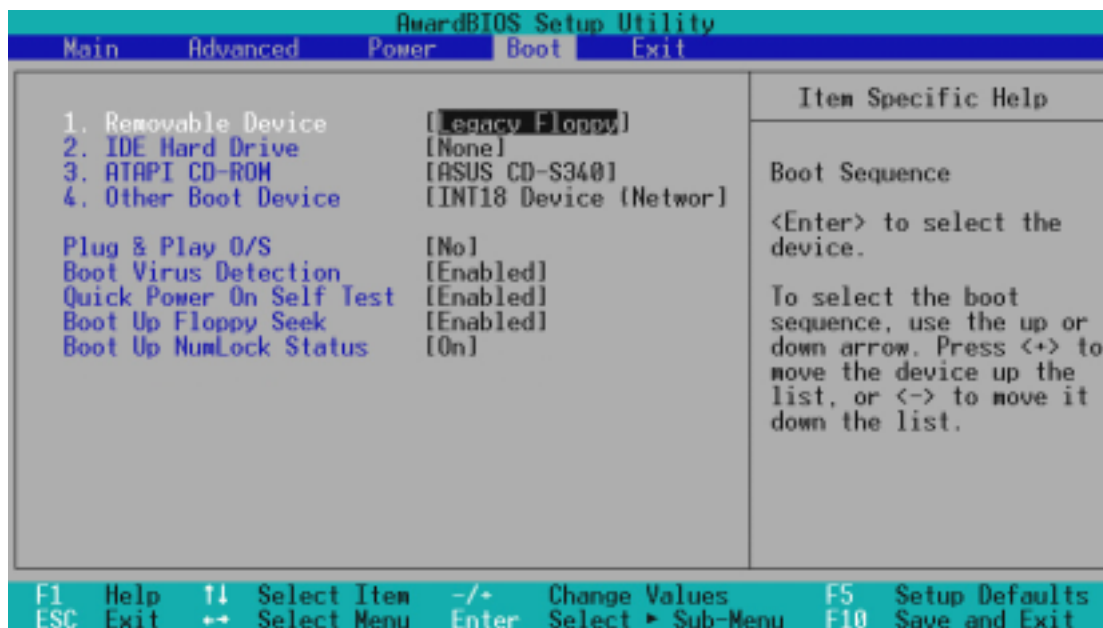 AwardBIOS Setup Utility
Main Advanced Power Boot Exit
1. Removable Device [Legacy Floppy]
2. IDE Hard Drive [None]
3. ATAPI CD-ROM [ASUS CD-S340]
4. Other Boot Device [INT18 Device (Networ]
Plug & Play O/S [No]
Boot Virus Detection [Enabled]
Quick Power On Self Test [Enabled]
Boot Up Floppy Seek [Enabled]
Boot Up NumLock Status [On]
Item Specific Help
Boot Sequence
<Enter> to select the
device.
To select the boot
sequence, use the up or
down arrow. Press <+> to
move the device up the
list, or <-> to move it
down the list.
F1 Help ↑↓ Select Item -/+ Change Values F5 Setup Defaults
ESC Exit ←→ Select Menu Enter Select ► Sub-Menu F10 Save and Exit